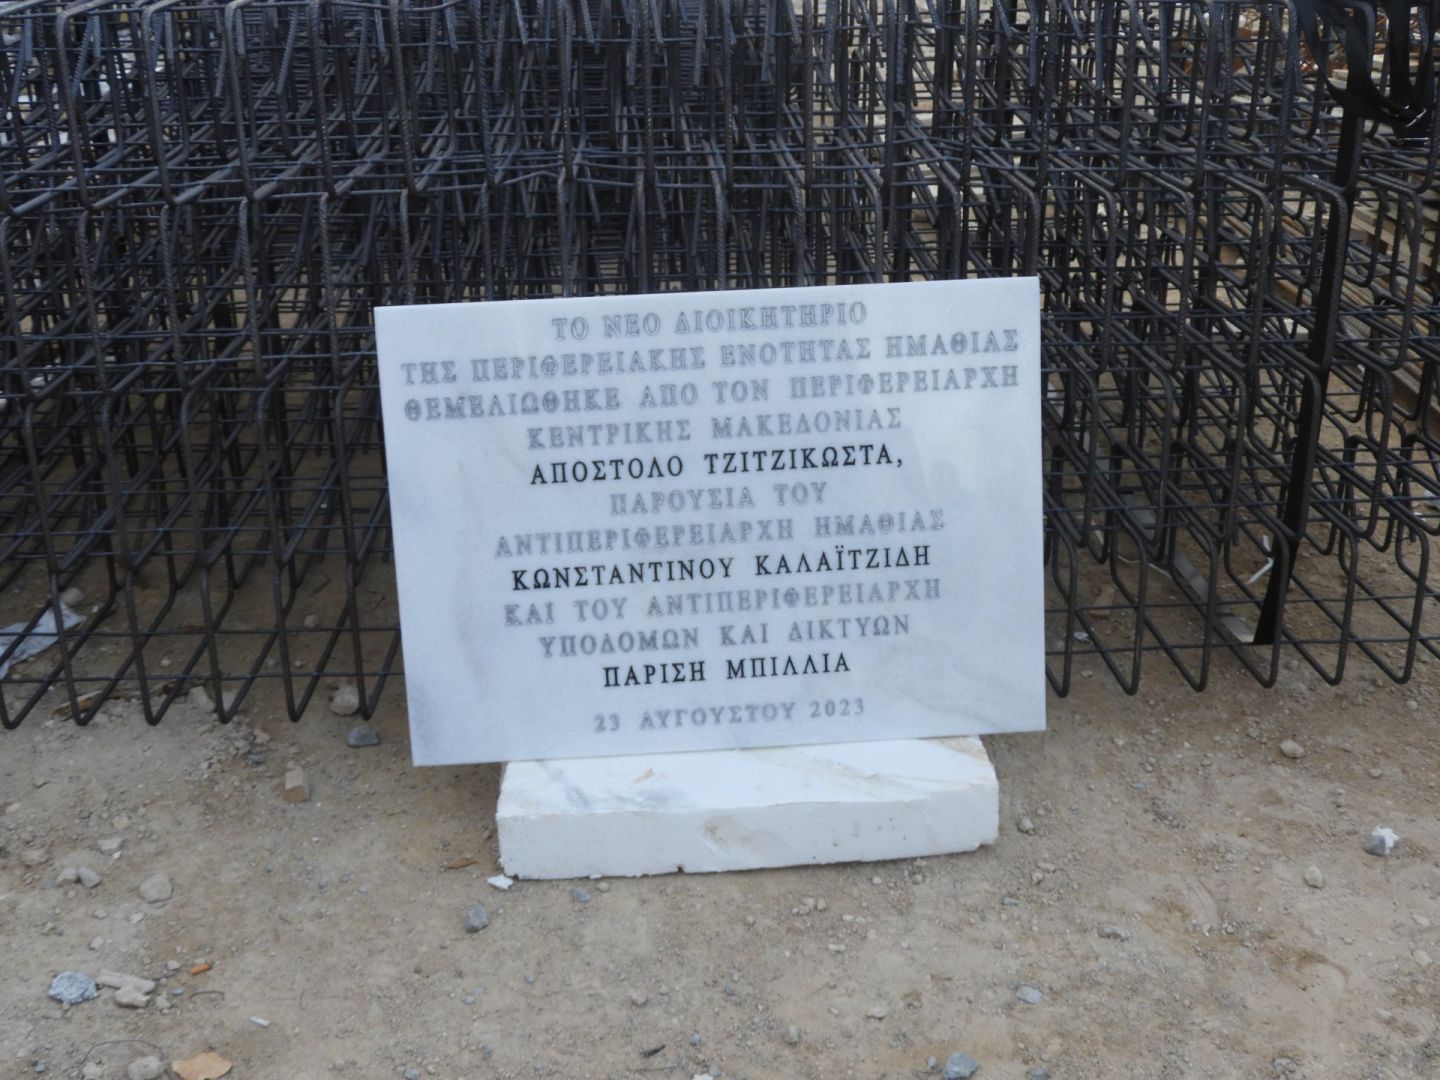 ΤΟ ΝΕΟ ΔΙΟΙΚΗΤΗΡΙΟ
ΤΗΣ ΠΕΡΙΦΕΡΕΙΑΚΗΣ ΕΝΟΤΗΤΑΣ ΗΜΑΘΙΑΣ
ΘΕΜΕΛΙΩΘΗΚΕ ΑΠΟ ΤΟΝ ΠΕΡΙΦΕΡΕΙΑΡΧΗ
ΚΕΝΤΡΙΚΗΣ ΜΑΚΕΔΟΝΙΑΣ
ΑΠΟΣΤΟΛΟ ΤΖΙΤΖΙΚΩΣΤΑ,
ΠΑΡΟΥΣΙΑ ΤΟΥ
ΑΝΤΙΠΕΡΙΦΕΡΕΙΑΡΧΗ ΗΜΑΘΙΑΣ
ΚΩΝΣΤΑΝΤΙΝΟΥ ΚΑΛΑΪΤΖΙΔΗ
ΚΑΙ ΤΟΥ ΑΝΤΙΠΕΡΙΦΕΡΕΙΑΡΧΗ
ΥΠΟΔΟΜΩΝ ΚΑΙ ΔΙΚΤΥΩΝ
ΠΑΡΙΣΗ ΜΠΙΛΛΙΑ
23 ΑΥΓΟΥΣΤΟΥ 2023